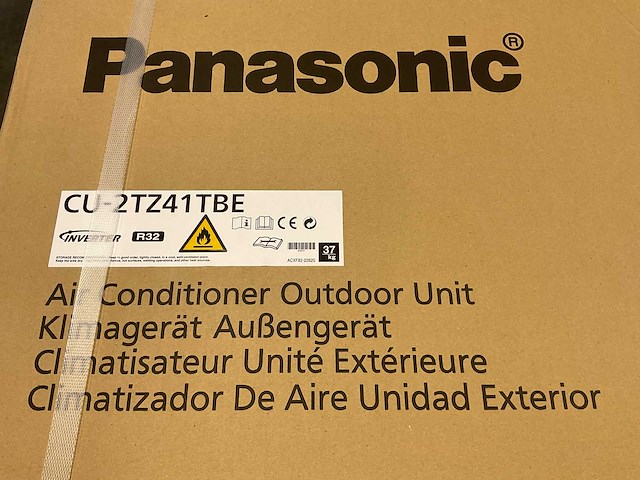 Panasonic®
CU-2TZ41TBE
INVERTER R32
CE
37
kg
Air Conditioner Outdoor Unit
Klimagerät Außengerät
Climatisateur Unité Extérieure
Climatizador De Aire Unidad Exterior